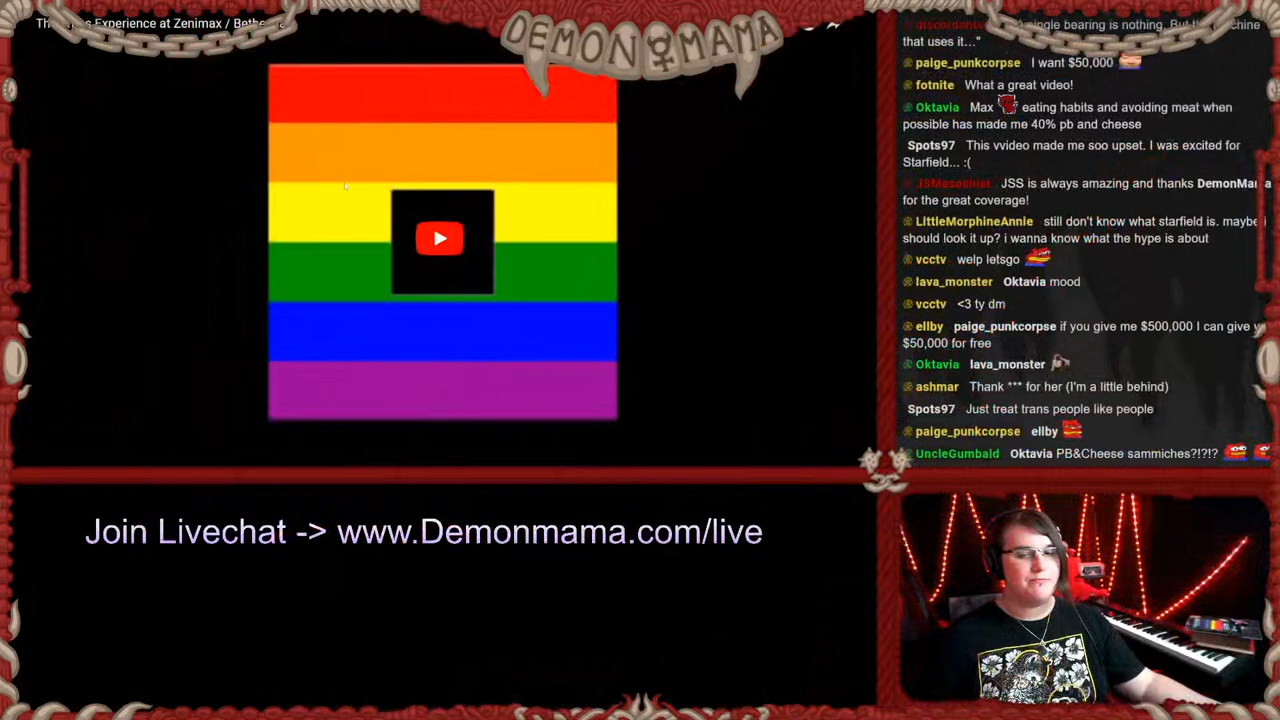 Experience at Zenimax /
DEMON MAMA
single bearing is nothing. But
that uses it…"
paige_punkcorpse I want $50,000
fotnite What a great video!
Oktavia Max eating habits and avoiding meat when
possible has made me 40% pb and cheese
Spots97 This vvideo made me soo upset. I was excited for
Starfield... :(
JSS is always amazing and thanks DemonMama
for the great coverage!
LittleMorphineAnnie still don't know what starfield is. maybe i
should look it up? i wanna know what the hype is about
vcctv welp letsgo
lava_monster Oktavia mood
vcctv <3 ty dm
ellby paige_punkcorpse if you give me $500,000 I can give
$50,000 for free
Oktavia lava_monster
ashmar Thank *** for her (I'm a little behind)
Spots97 Just treat trans people like people
paige_punkcorpse ellby
UncleGumbald Oktavia PB&Cheese sammiches?!?!?
Join Livechat -> www.Demonmama.com/live